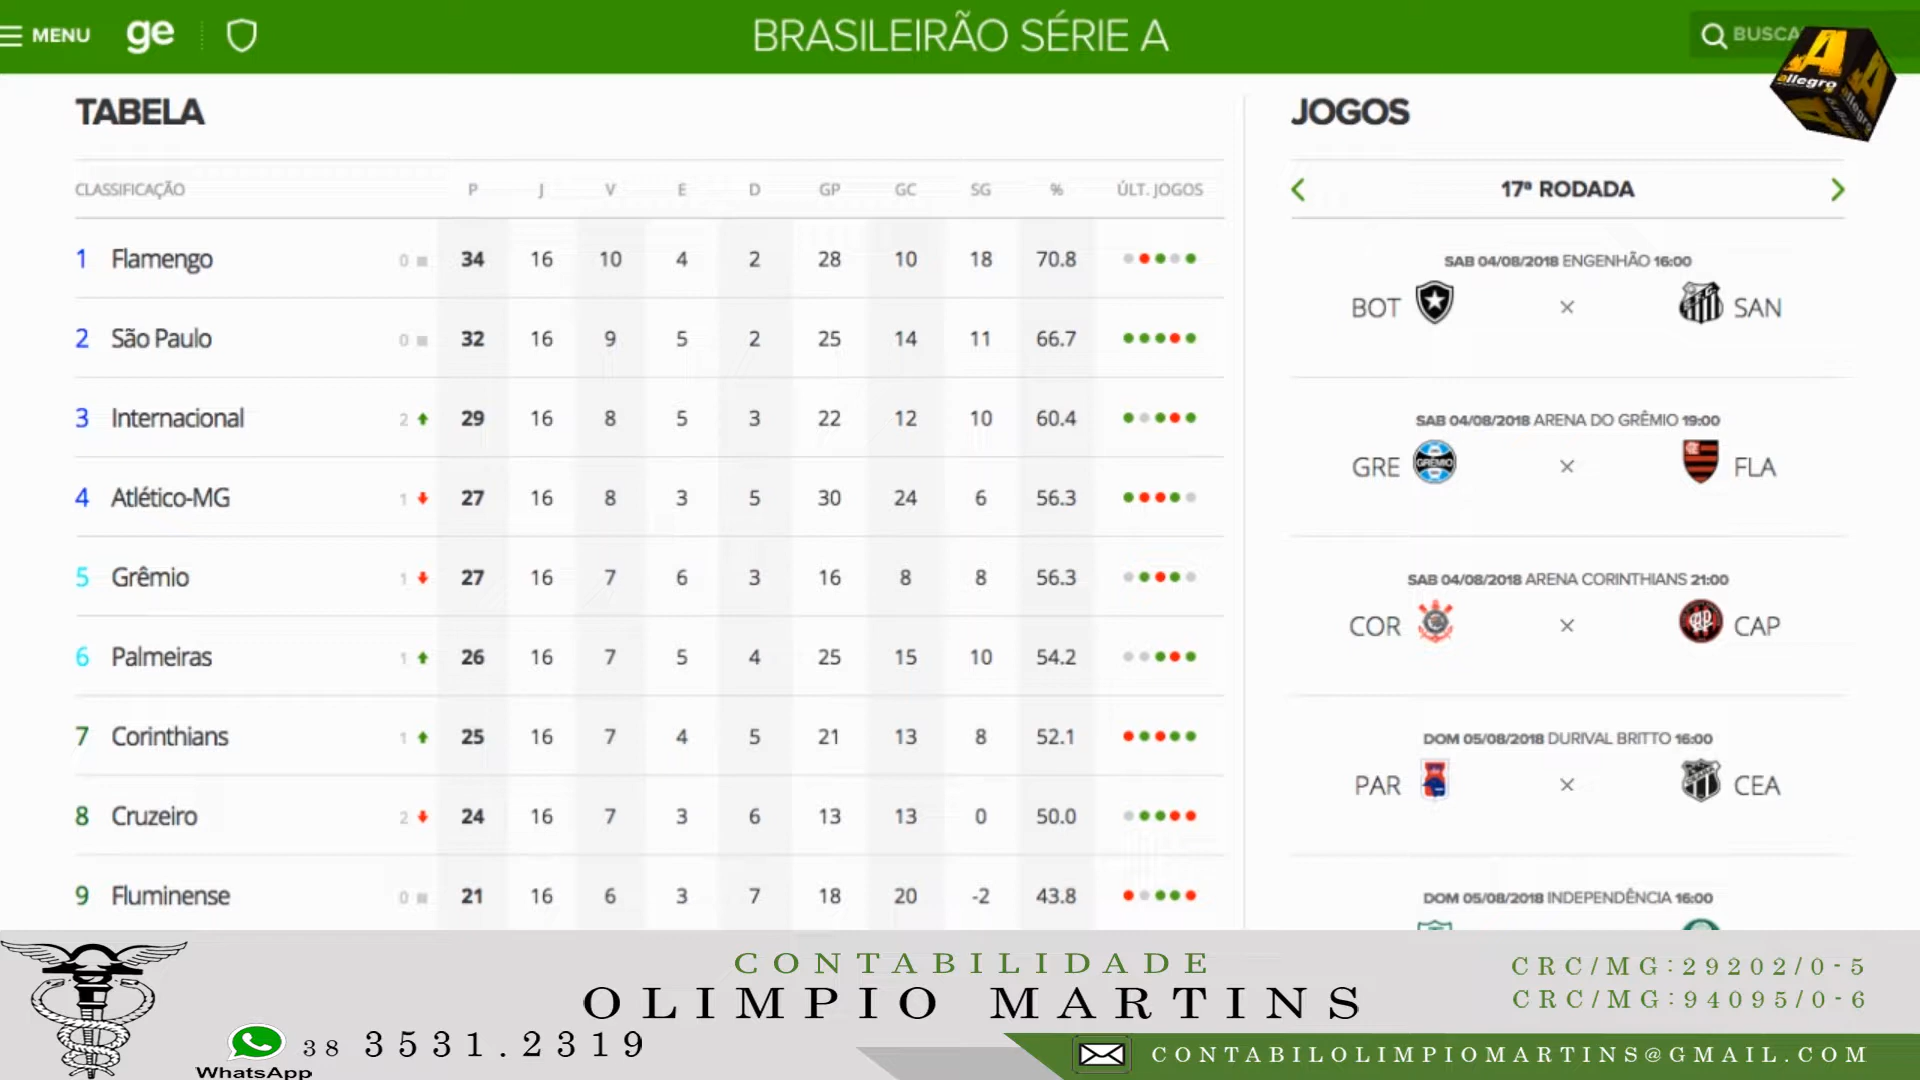 MENU ge BRASILEIRÃO SÉRIE A BUSCA
allegro
TABELA
CLASSIFICAÇÃO P J V E D GP GC SG % ÚLT. JOGOS
1 Flamengo 0 34 16 10 4 2 28 10 18 70.8
2 São Paulo 0 32 16 9 5 2 25 14 11 66.7
3 Internacional 2 29 16 8 5 3 22 12 10 60.4
4 Atlético-MG 1 27 16 8 3 5 30 24 6 56.3
5 Grêmio 1 27 16 7 6 3 16 8 8 56.3
6 Palmeiras 1 26 16 7 5 4 25 15 10 54.2
7 Corinthians 1 25 16 7 4 5 21 13 8 52.1
8 Cruzeiro 2 24 16 7 3 6 13 13 0 50.0
9 Fluminense 0 21 16 6 3 7 18 20 -2 43.8
JOGOS
17ª RODADA
SAB 04/08/2018 ENGENHÃO 16:00
BOT × SAN
SAB 04/08/2018 ARENA DO GRÊMIO 19:00
GRE GRÊMIO × FLA
SAB 04/08/2018 ARENA CORINTHIANS 21:00
COR × CAP
DOM 05/08/2018 DURIVAL BRITTO 16:00
PAR × CEA
DOM 05/08/2018 INDEPENDÊNCIA 16:00
CONTABILIDADE
OLIMPIO MARTINS
CRC/MG:29202/0-5
CRC/MG:94095/0-6
WhatsApp
38 3531.2319
CONTABILOLIMPIOMARTINS@GMAIL.COM